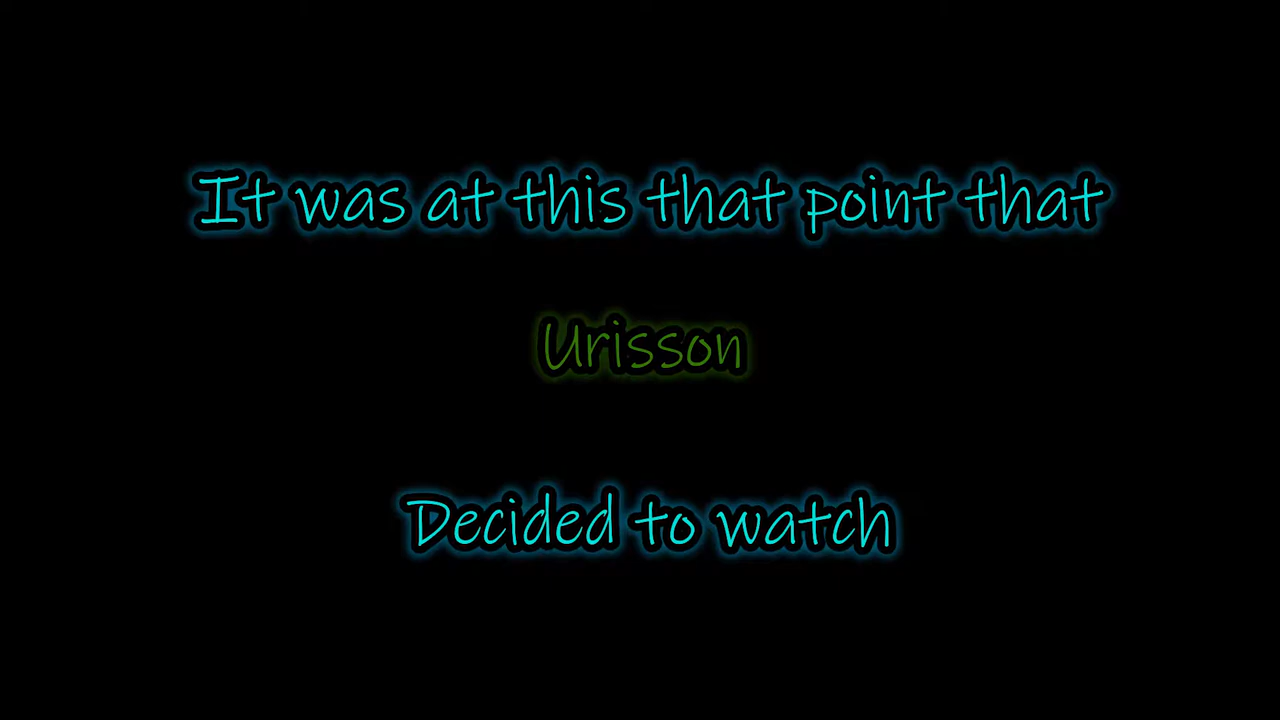 It was at this that point that
Urisson
Decided to watch